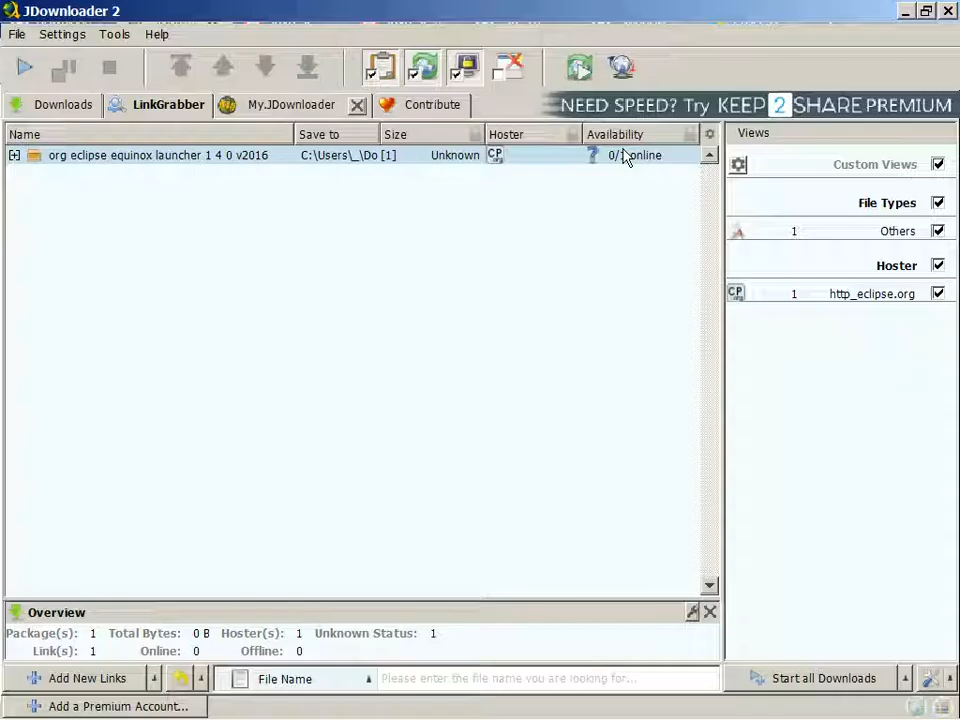 JDownloader 2
File Settings Tools Help
Downloads LinkGrabber My.JDownloader Contribute NEED SPEED? Try KEEP 2 SHARE PREMIUM
Name Save to Size Hoster Availability Views
org eclipse equinox launcher 1 4 0 v2016 C:\Users\_\Do [1] Unknown CP 0/1 online
Custom Views
File Types
1 Others
Hoster
CP 1 http_eclipse.org
Overview
Package(s): 1 Total Bytes: 0 B Hoster(s): 1 Unknown Status: 1
Link(s): 1 Online: 0 Offline: 0
Add New Links File Name Please enter the file name you are looking for... Start all Downloads
Add a Premium Account...